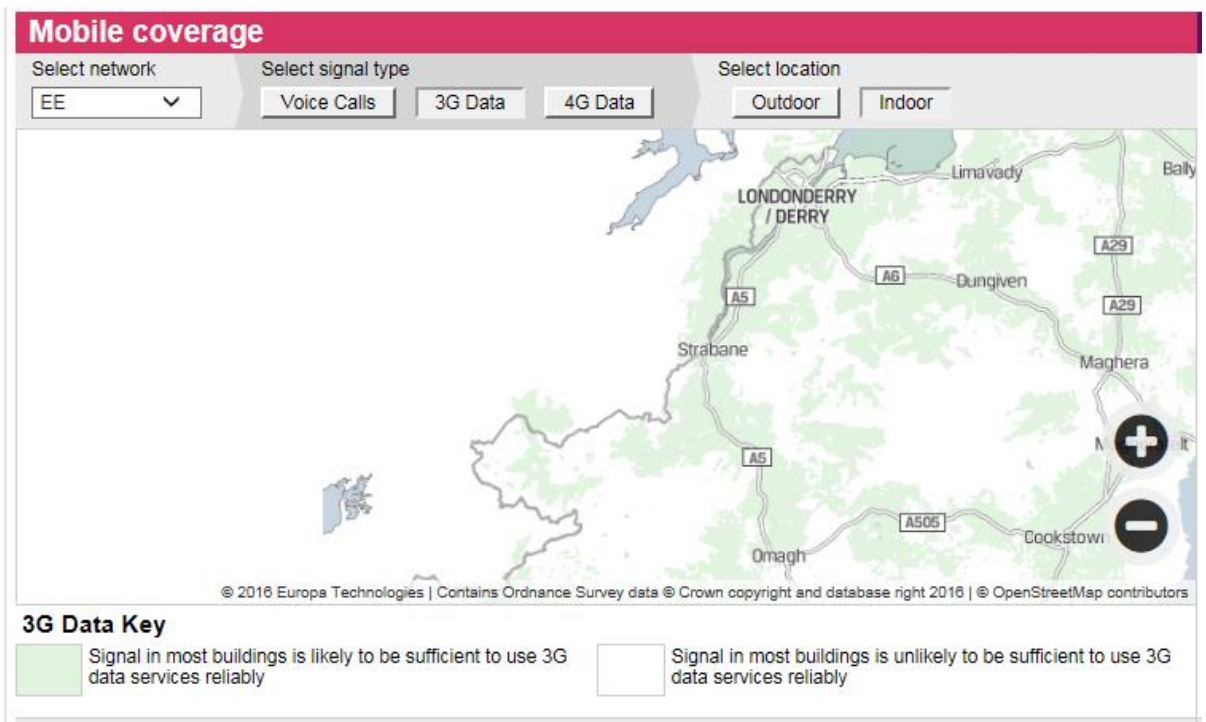 Mobile coverage
Select network
Select signal type
Select location
EE
Voice Calls
3G Data
4G Data
Outdoor
Indoor
Limavady
Bally
LONDONDERRY
/ DERRY
A29
A6
Dungiven
A5
A29
Strabane
Maghera
A5
A505
Cookstown
Omagh
© 2016 Europa Technologies | Contains Ordnance Survey data © Crown copyright and database right 2016 | © OpenStreetMap contributors
3G Data Key
Signal in most buildings is likely to be sufficient to use 3G
data services reliably
Signal in most buildings is unlikely to be sufficient to use 3G
data services reliably